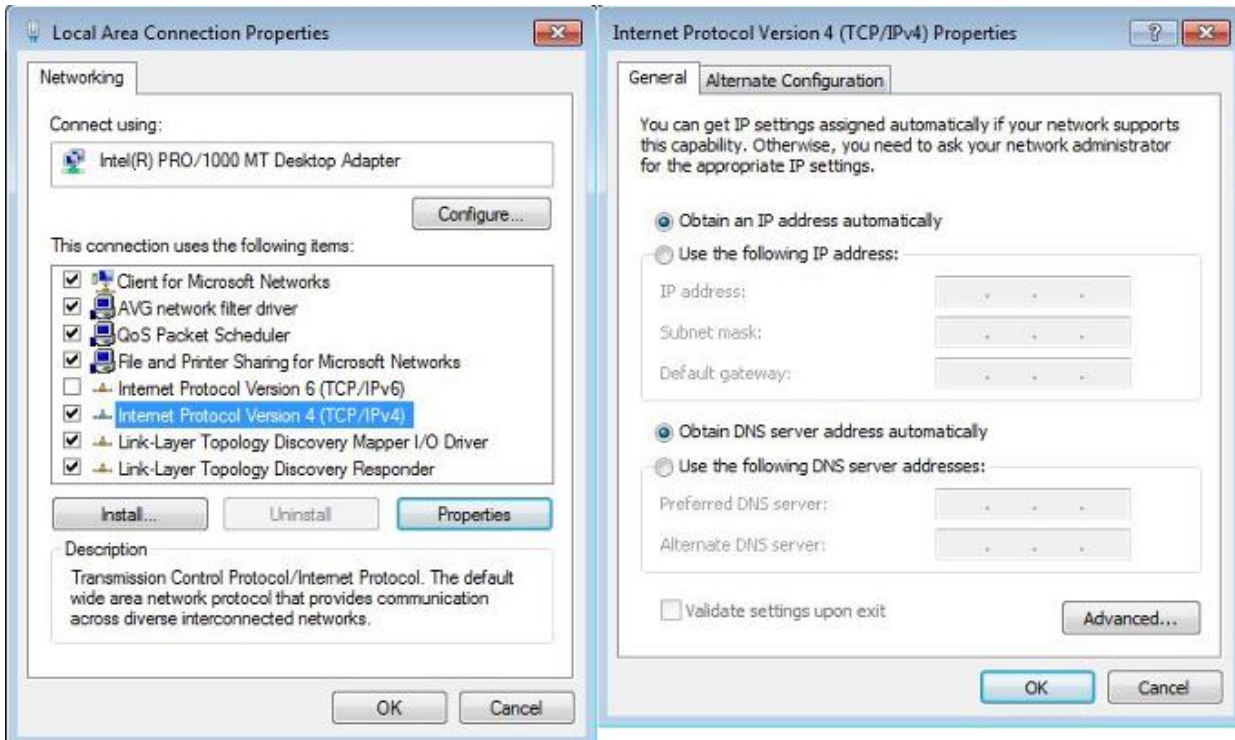 Local Area Connection Properties
Networking
Connect using:
Intel(R) PRO/1000 MT Desktop Adapter
Configure...
This connection uses the following items:
Client for Microsoft Networks
AVG network filter driver
QoS Packet Scheduler
File and Printer Sharing for Microsoft Networks
Internet Protocol Version 6 (TCP/IPv6)
Internet Protocol Version 4 (TCP/IPv4)
Link-Layer Topology Discovery Mapper I/O Driver
Link-Layer Topology Discovery Responder
Install...
Uninstall
Properties
Description
Transmission Control Protocol/Internet Protocol. The default
wide area network protocol that provides communication
across diverse interconnected networks.
OK
Cancel
Internet Protocol Version 4 (TCP/IPv4) Properties
General
Alternate Configuration
You can get IP settings assigned automatically if your network supports
this capability. Otherwise, you need to ask your network administrator
for the appropriate IP settings.
Obtain an IP address automatically
Use the following IP address:
IP address:
Subnet mask:
Default gateway:
Obtain DNS server address automatically
Use the following DNS server addresses:
Preferred DNS server:
Alternate DNS server:
Validate settings upon exit
Advanced...
OK
Cancel